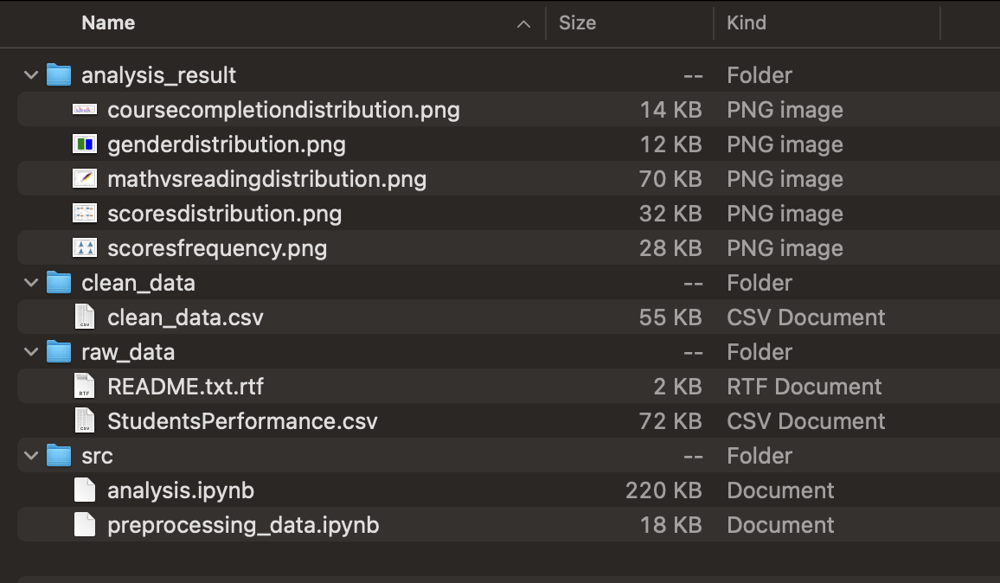 Name Size Kind
analysis_result -- Folder
coursecompletiondistribution.png 14 KB PNG image
genderdistribution.png 12 KB PNG image
mathvsreadingdistribution.png 70 KB PNG image
scoresdistribution.png 32 KB PNG image
scoresfrequency.png 28 KB PNG image
clean_data -- Folder
CSV clean_data.csv 55 KB CSV Document
raw_data -- Folder
RTF README.txt.rtf 2 KB RTF Document
CSV StudentsPerformance.csv 72 KB CSV Document
src -- Folder
analysis.ipynb 220 KB Document
preprocessing_data.ipynb 18 KB Document